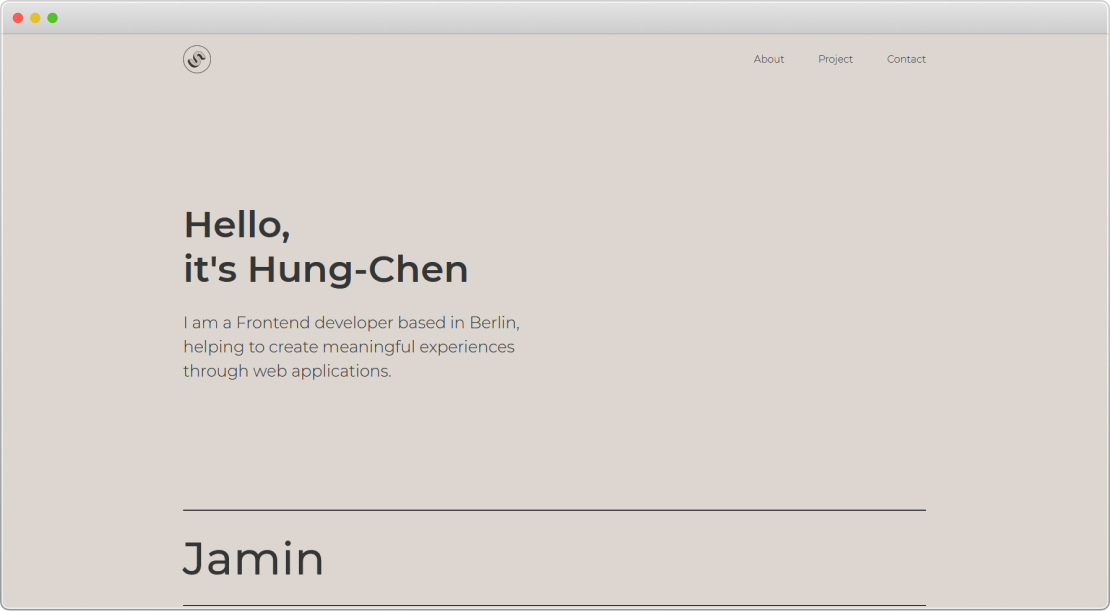 About
Project
Contact
Hello,
it's Hung-Chen
I am a Frontend developer based in Berlin,
helping to create meaningful experiences
through web applications.
Jamin